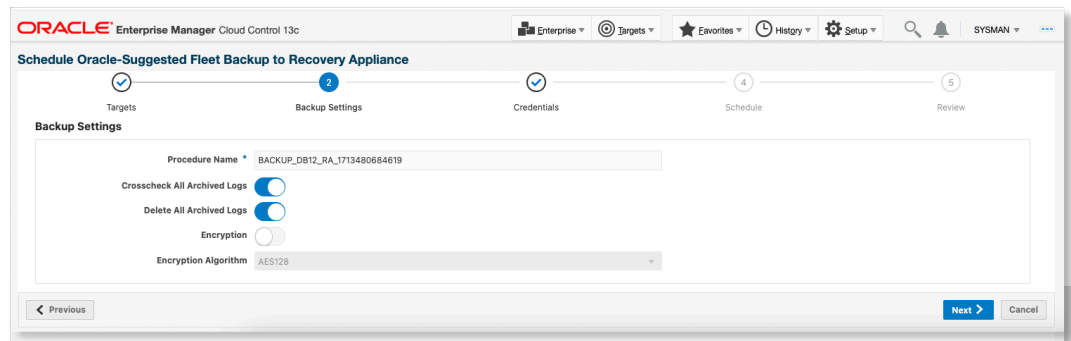 ORACLE Enterprise Manager Cloud Control 13c Enterprise Targets Favorites History Setup SYSMAN
Schedule Oracle-Suggested Fleet Backup to Recovery Appliance
2 4 5
Targets Backup Settings Credentials Schedule Review
Backup Settings
Procedure Name * BACKUP_DB12_RA_1713480684619
Crosscheck All Archived Logs
Delete All Archived Logs
Encryption
Encryption Algorithm AES128
Previous Next Cancel